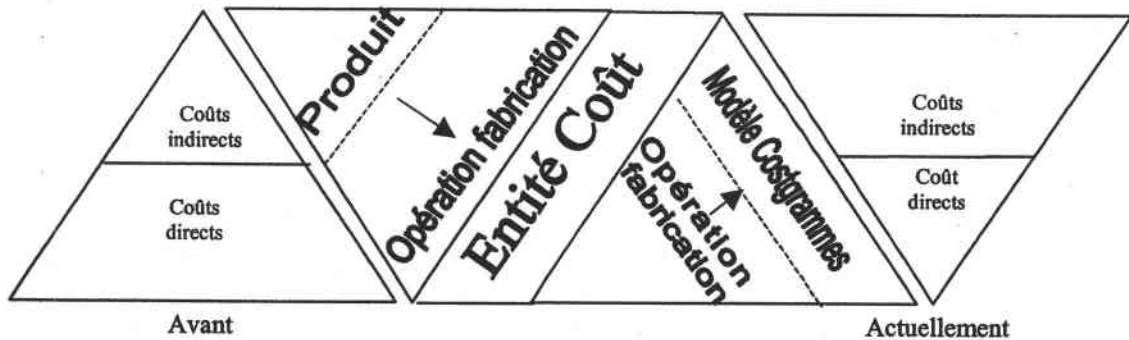 Coûts
indirects
Coûts
directs
Avant
Produit
Opération fabrication
Entité Coût
Opération
fabrication
Modèle Costgrammes
Coûts
indirects
Coût
directs
Actuellement